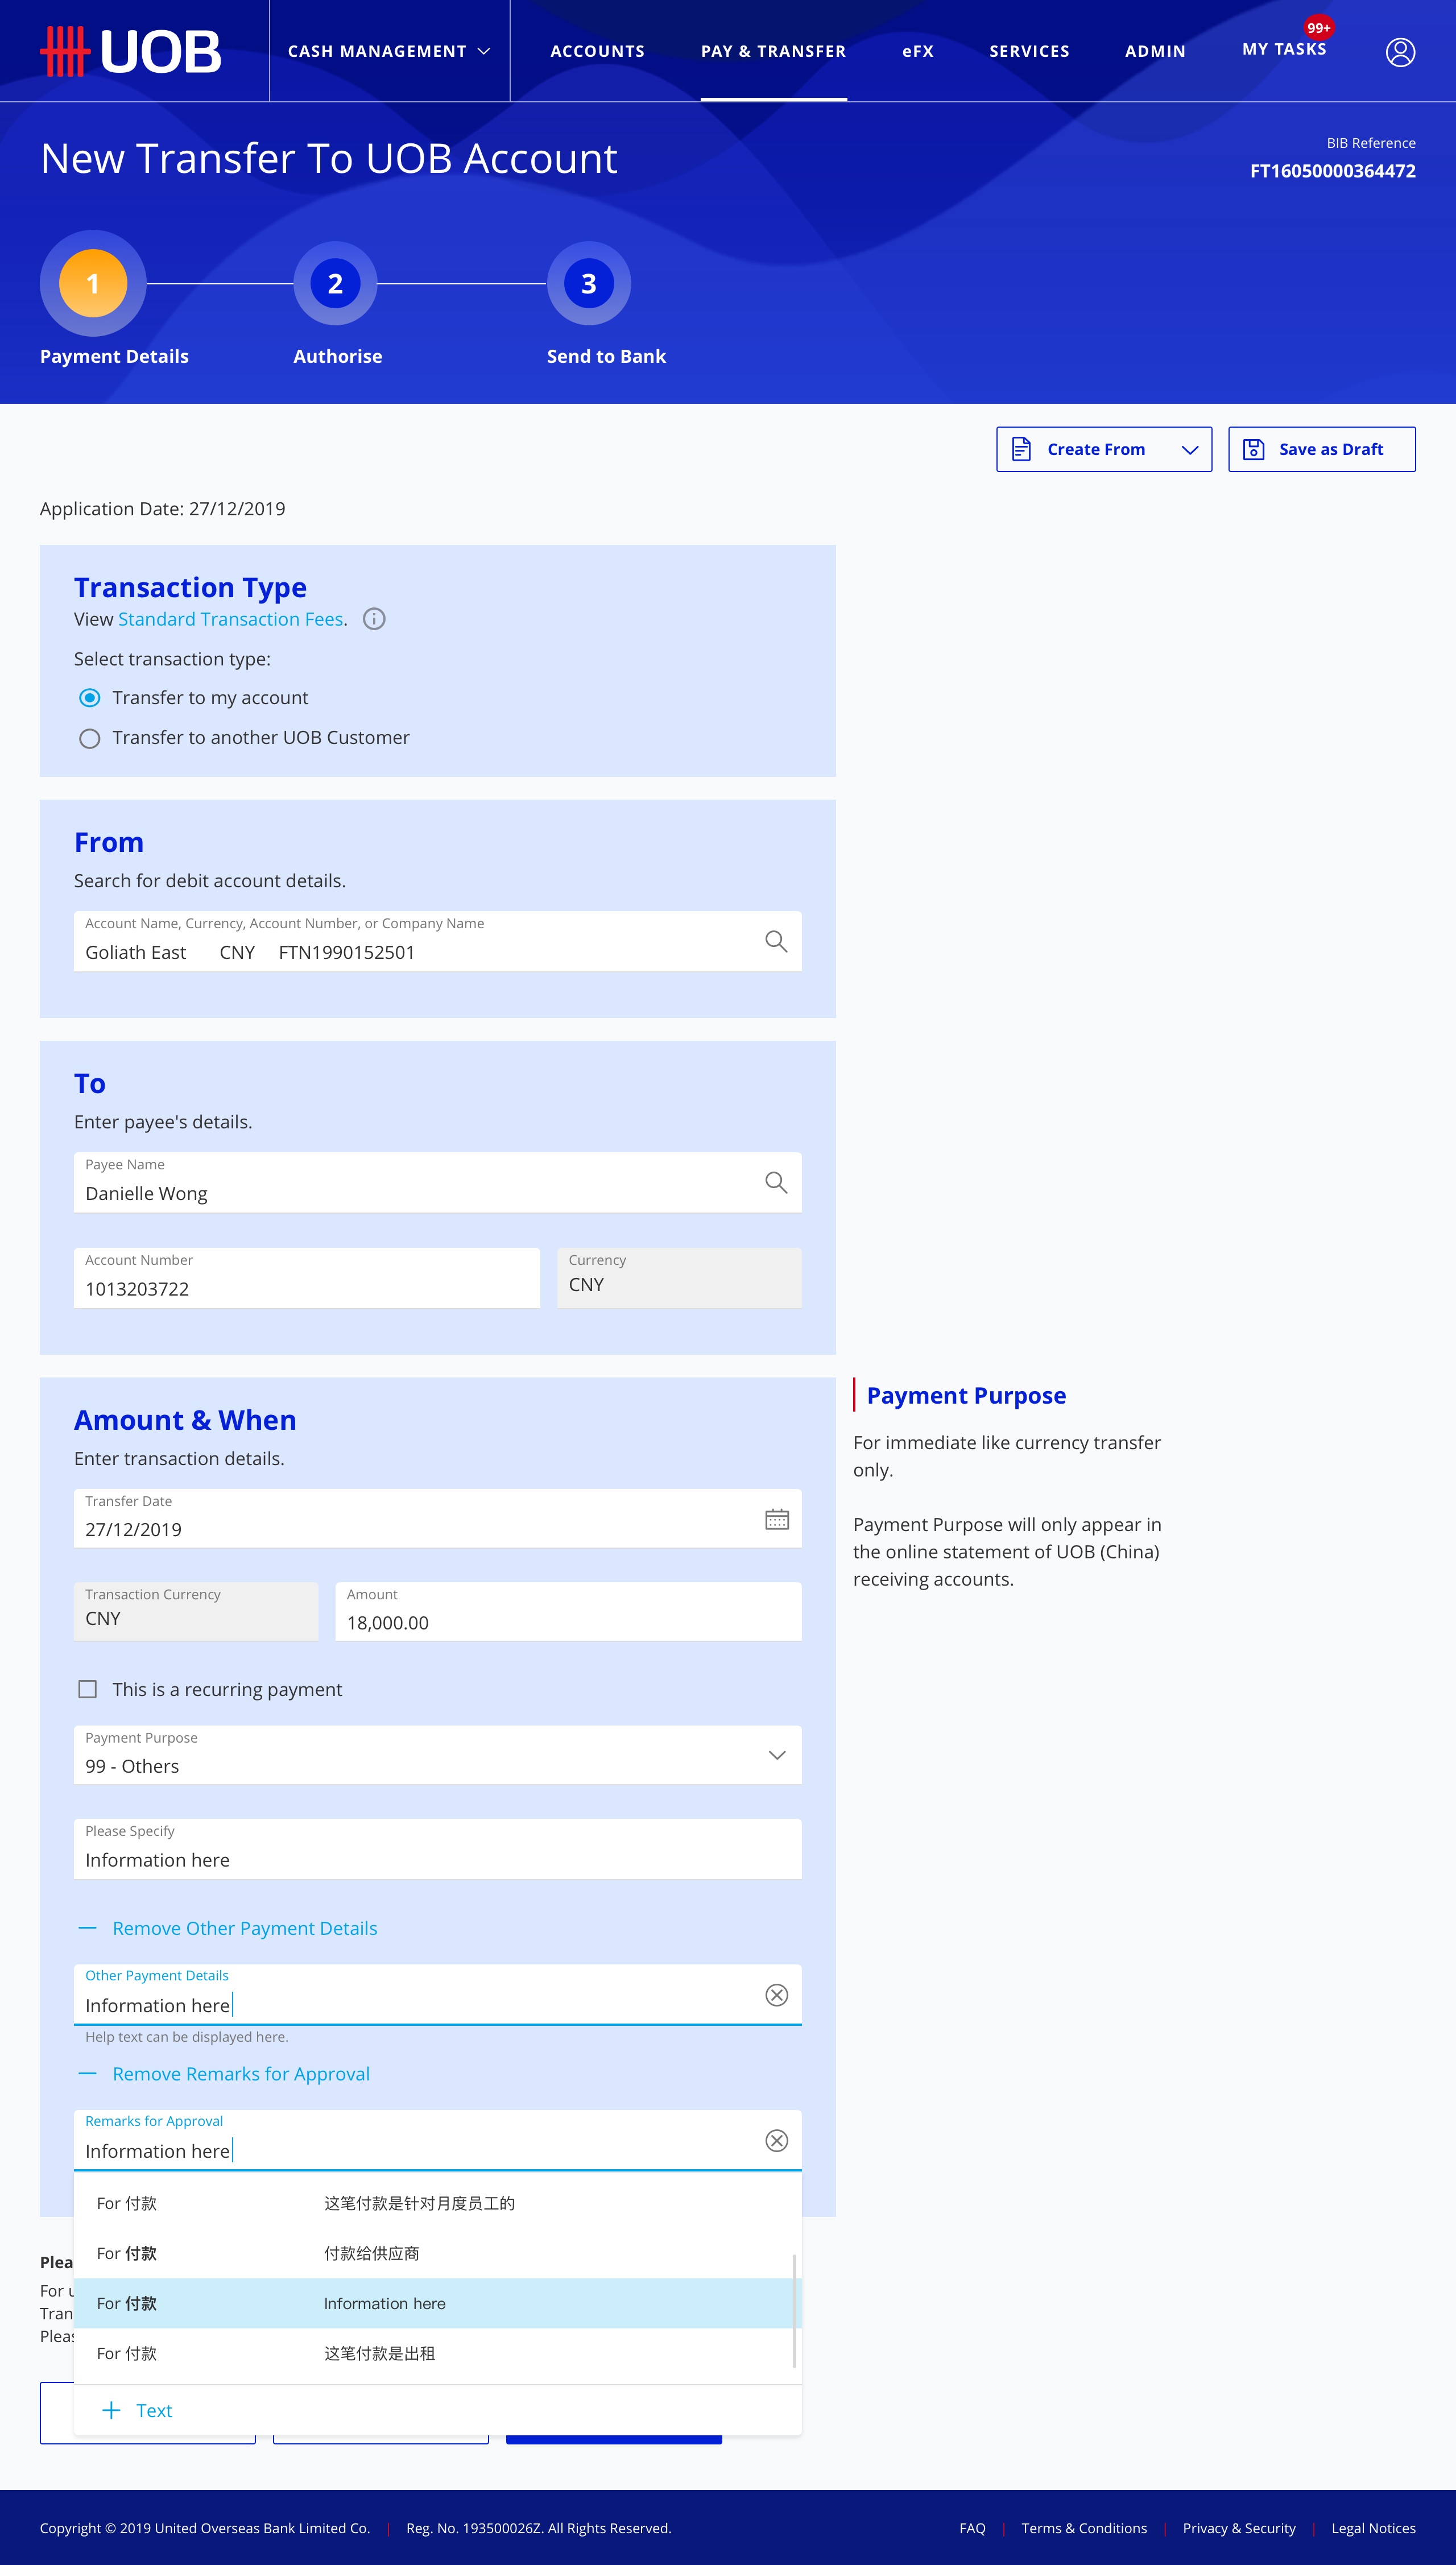 UOB
CASH MANAGEMENT
ACCOUNTS
PAY & TRANSFER
eFX
SERVICES
ADMIN
MY TASKS
99+
New Transfer To UOB Account
BIB Reference
FT16050000364472
1
2
3
Payment Details
Authorise
Send to Bank
Create From
Save as Draft
Application Date: 27/12/2019
Transaction Type
View Standard Transaction Fees.
Select transaction type:
Transfer to my account
Transfer to another UOB Customer
From
Search for debit account details.
Account Name, Currency, Account Number, or Company Name
Goliath East CNY FTN1990152501
To
Enter payee's details.
Payee Name
Danielle Wong
Account Number
1013203722
Currency
CNY
Amount & When
Enter transaction details.
Transfer Date
27/12/2019
Transaction Currency
CNY
Amount
18,000.00
This is a recurring payment
Payment Purpose
99 - Others
Please Specify
Information here
Remove Other Payment Details
Other Payment Details
Information here
Help text can be displayed here.
Remove Remarks for Approval
Remarks for Approval
Information here
For 付款 这笔付款是针对月度员工的
For 付款 付款给供应商
For 付款 Information here
For 付款 这笔付款是出租
Text
Payment Purpose
For immediate like currency transfer
only.
Payment Purpose will only appear in
the online statement of UOB (China)
receiving accounts.
For
Copyright © 2019 United Overseas Bank Limited Co.
Reg. No. 193500026Z. All Rights Reserved.
FAQ
Terms & Conditions
Privacy & Security
Legal Notices